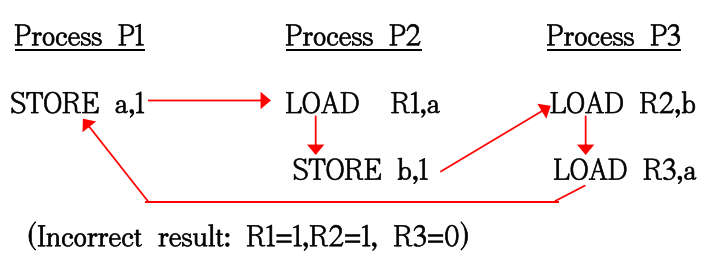 Process P1 Process P2 Process P3
STORE a,1 LOAD R1,a LOAD R2,b
STORE b,1 LOAD R3,a
(Incorrect result: R1=1,R2=1, R3=0)